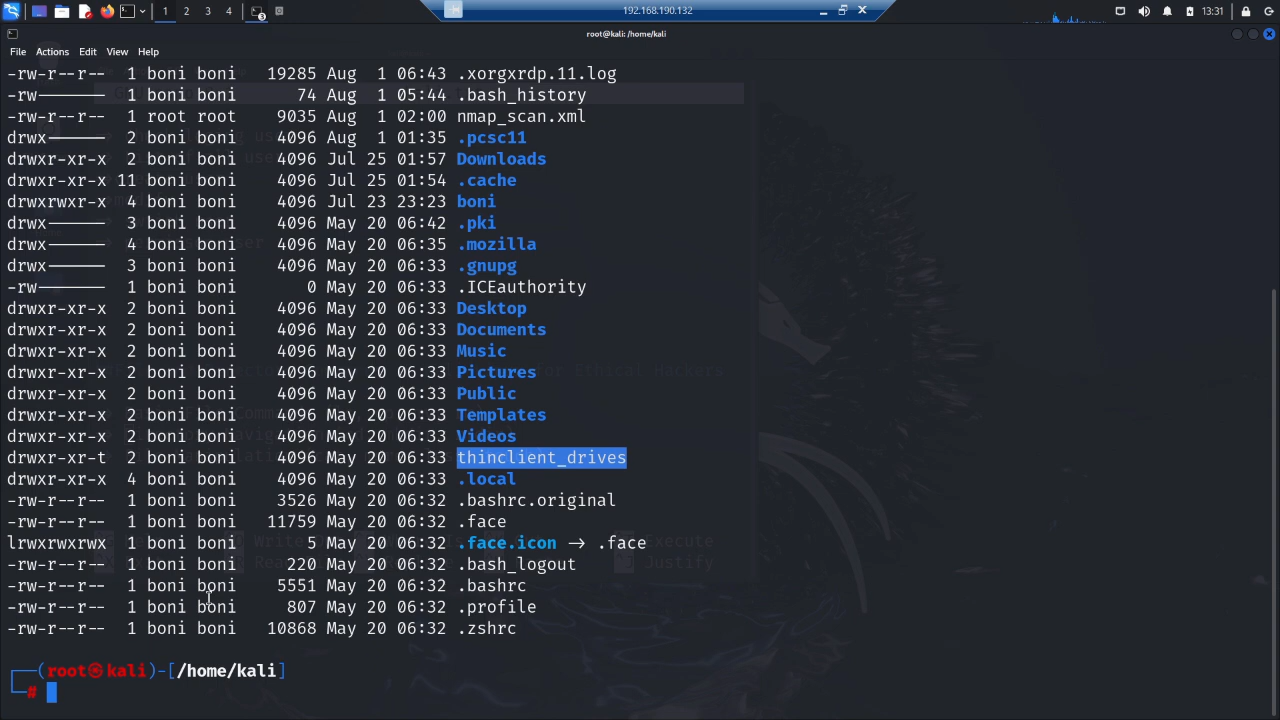 1 2 3 4
192.168.190.132
13:31
root@kali: /home/kali
File Actions Edit View Help
-rw-r--r-- 1 boni boni 19285 Aug 1 06:43 .xorgxrdp.11.log
-rw------- 1 boni boni 74 Aug 1 05:44 .bash_history
-rw-r--r-- 1 root root 9035 Aug 1 02:00 nmap_scan.xml
drwx------ 2 boni boni 4096 Aug 1 01:35 .pcsc11
drwxr-xr-x 2 boni boni 4096 Jul 25 01:57 Downloads
drwxr-xr-x 11 boni boni 4096 Jul 25 01:54 .cache
drwxrwxr-x 4 boni boni 4096 Jul 23 23:23 boni
drwx------ 3 boni boni 4096 May 20 06:42 .pki
drwx------ 4 boni boni 4096 May 20 06:35 .mozilla
drwx------ 3 boni boni 4096 May 20 06:33 .gnupg
-rw------- 1 boni boni 0 May 20 06:33 .ICEauthority
drwxr-xr-x 2 boni boni 4096 May 20 06:33 Desktop
drwxr-xr-x 2 boni boni 4096 May 20 06:33 Documents
drwxr-xr-x 2 boni boni 4096 May 20 06:33 Music
drwxr-xr-x 2 boni boni 4096 May 20 06:33 Pictures
drwxr-xr-x 2 boni boni 4096 May 20 06:33 Public
drwxr-xr-x 2 boni boni 4096 May 20 06:33 Templates
drwxr-xr-x 2 boni boni 4096 May 20 06:33 Videos
drwxr-xr-t 2 boni boni 4096 May 20 06:33 thinclient_drives
drwxr-xr-x 4 boni boni 4096 May 20 06:33 .local
-rw-r--r-- 1 boni boni 3526 May 20 06:32 .bashrc.original
-rw-r--r-- 1 boni boni 11759 May 20 06:32 .face
lrwxrwxrwx 1 boni boni 5 May 20 06:32 .face.icon → .face
-rw-r--r-- 1 boni boni 220 May 20 06:32 .bash_logout
-rw-r--r-- 1 boni boni 5551 May 20 06:32 .bashrc
-rw-r--r-- 1 boni boni 807 May 20 06:32 .profile
-rw-r--r-- 1 boni boni 10868 May 20 06:32 .zshrc
┌──(root㉿kali)-[/home/kali]
└─#